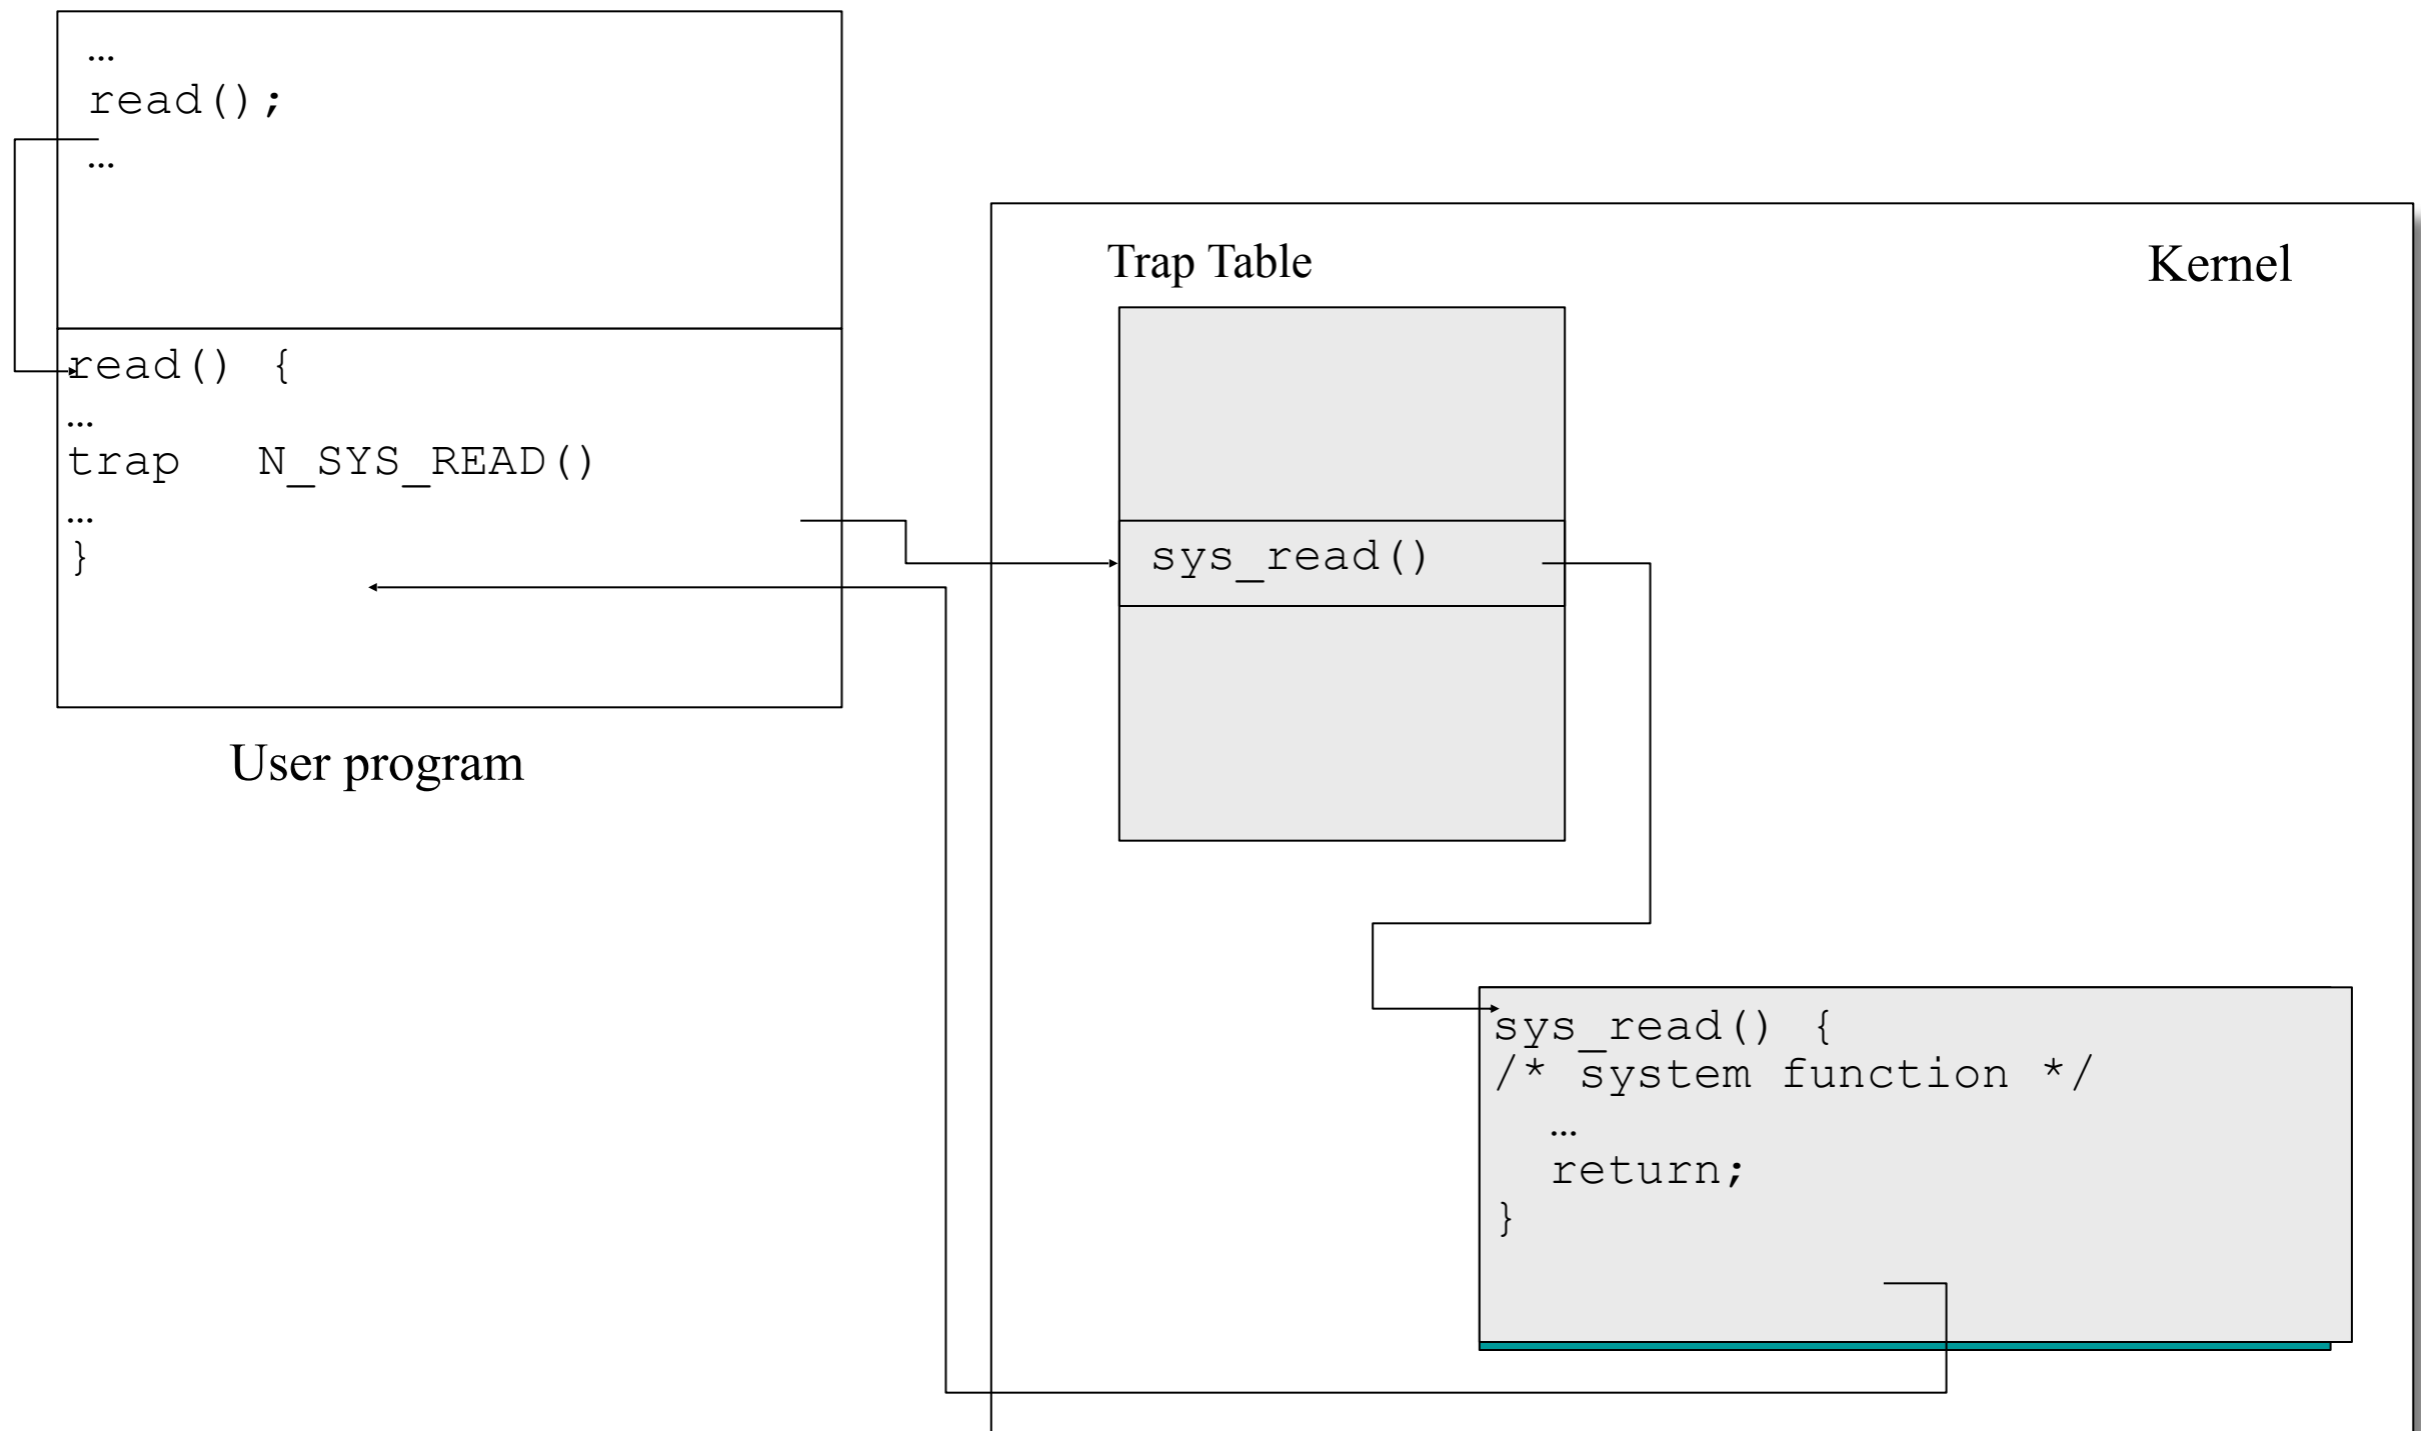 …
read();
…
read() {
…
trap N_SYS_READ()
…
}
User program
Trap Table
Kernel
sys_read()
sys_read() {
/* system function */
…
return;
}